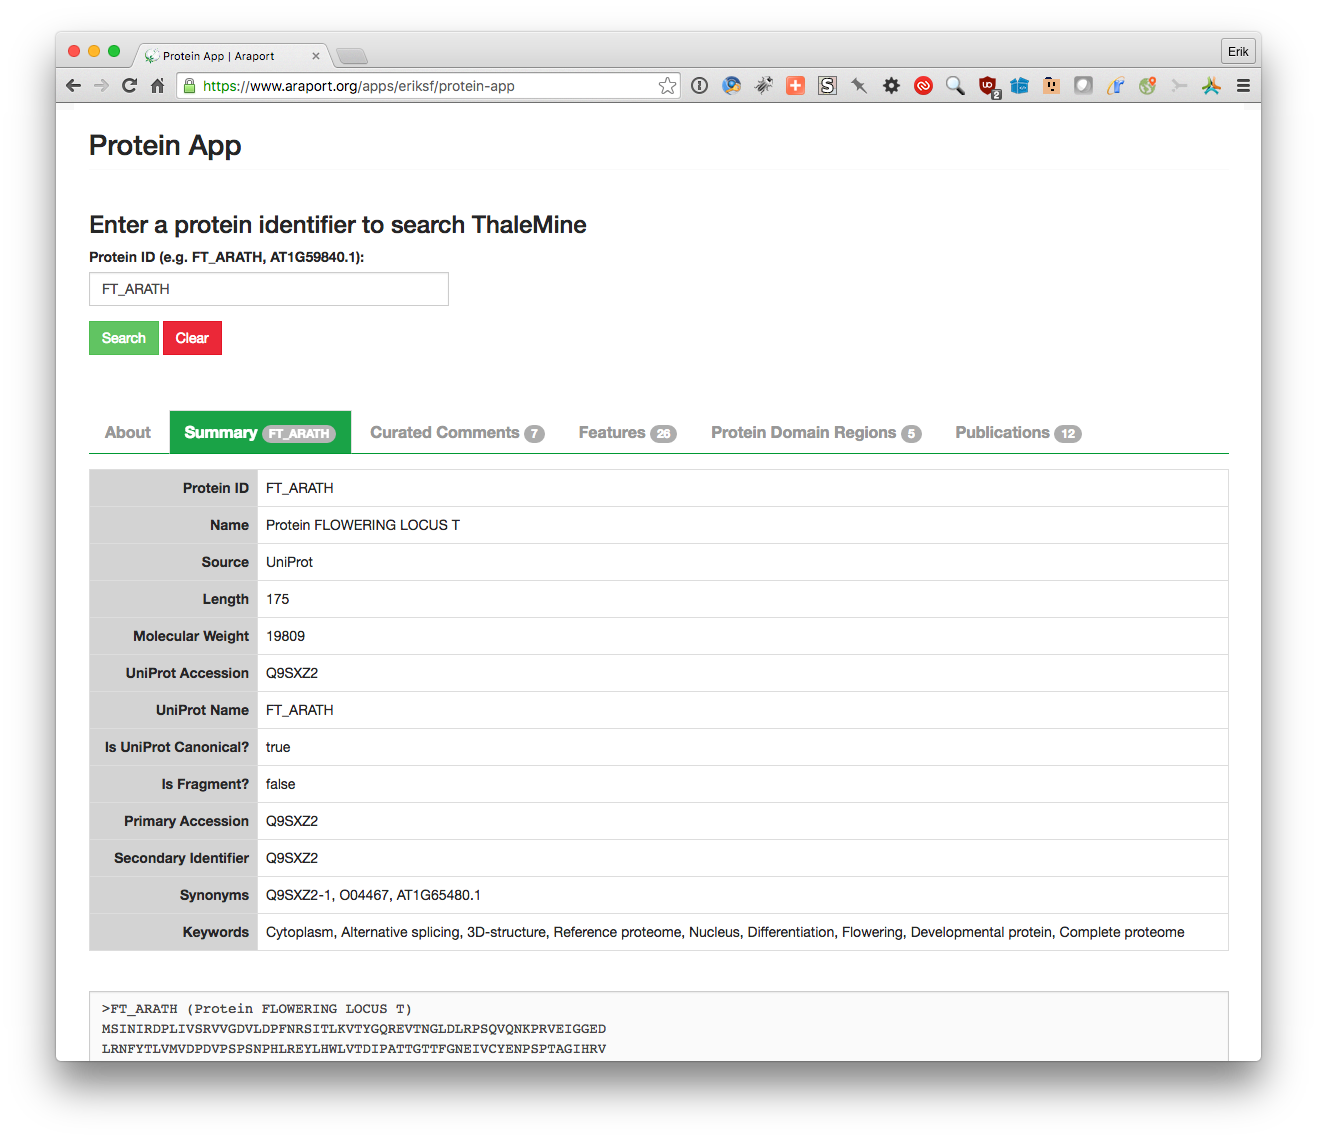 Protein App | Araport
Erik
https://www.araport.org/apps/eriksf/protein-app
2
Protein App
Enter a protein identifier to search ThaleMine
Protein ID (e.g. FT_ARATH, AT1G59840.1):
FT_ARATH
Search Clear
About Summary FT_ARATH Curated Comments 7 Features 26 Protein Domain Regions 5 Publications 12
Protein ID FT_ARATH
Name Protein FLOWERING LOCUS T
Source UniProt
Length 175
Molecular Weight 19809
UniProt Accession Q9SXZ2
UniProt Name FT_ARATH
Is UniProt Canonical? true
Is Fragment? false
Primary Accession Q9SXZ2
Secondary Identifier Q9SXZ2
Synonyms Q9SXZ2-1, O04467, AT1G65480.1
Keywords Cytoplasm, Alternative splicing, 3D-structure, Reference proteome, Nucleus, Differentiation, Flowering, Developmental protein, Complete proteome
>FT_ARATH (Protein FLOWERING LOCUS T)
MSINIRDPLIVSRVVGDVLDPFNRSITLKVTYGQREVTNGLDLRPSQVQNKPRVEIGGED
LRNFYTLVMVDPDVPSPSNPHLREYLHWLVTDIPATTGTTFGNEIVCYENPSPTAGIHRV